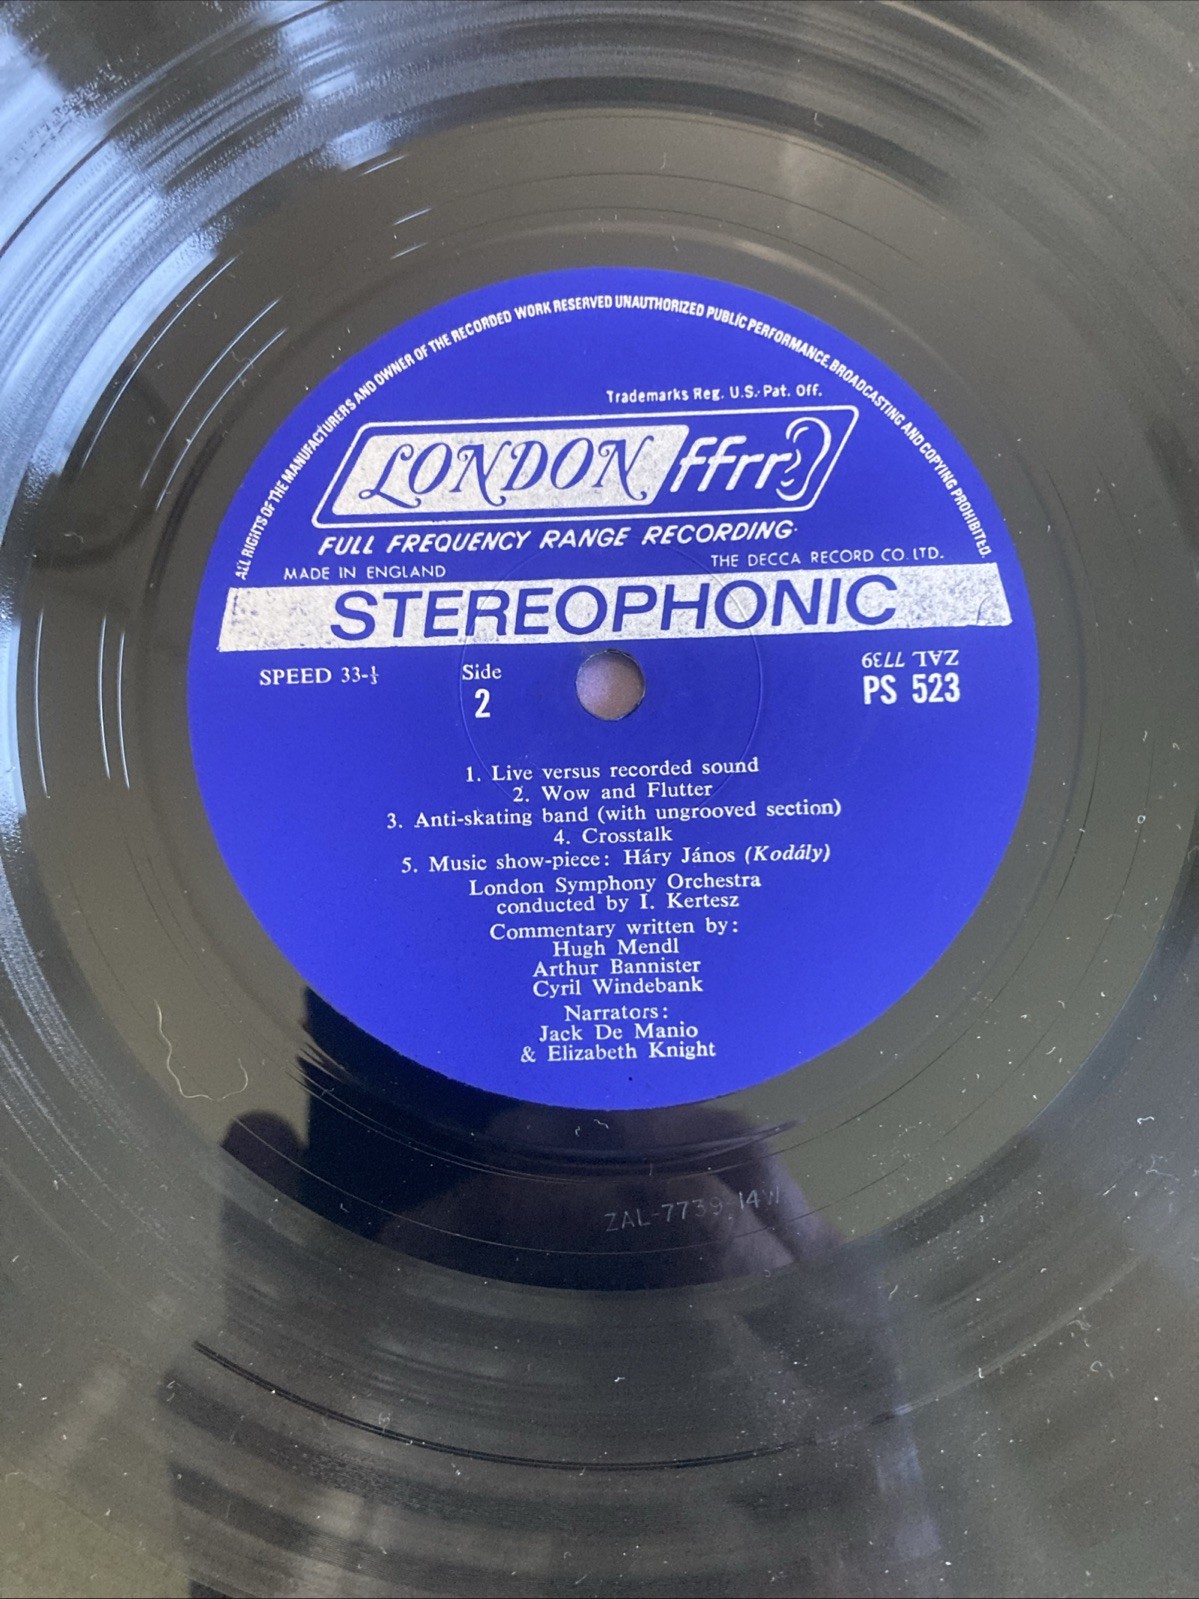 ALL RIGHTS OF THE MANUFACTURERS AND OWNER OF THE RECORDED WORK RESERVED UNAUTHORIZED PUBLIC PERFORMANCE, BROADCASTING AND COPYING PROHIBITED.
Trademarks Reg. U.S. Pat. Off.
LONDON ffrr
FULL FREQUENCY RANGE RECORDING
MADE IN ENGLAND
THE DECCA RECORD CO. LTD.
STEREOPHONIC
SPEED 33-⅓
Side
2
ZAL 7739
PS 523
1. Live versus recorded sound
2. Wow and Flutter
3. Anti-skating band (with ungrooved section)
4. Crosstalk
5. Music show-piece: Háry János (Kodály)
London Symphony Orchestra
conducted by I. Kertesz
Commentary written by:
Hugh Mendl
Arthur Bannister
Cyril Windebank
Narrators:
Jack De Manio
& Elizabeth Knight
ZAL-7739-14W